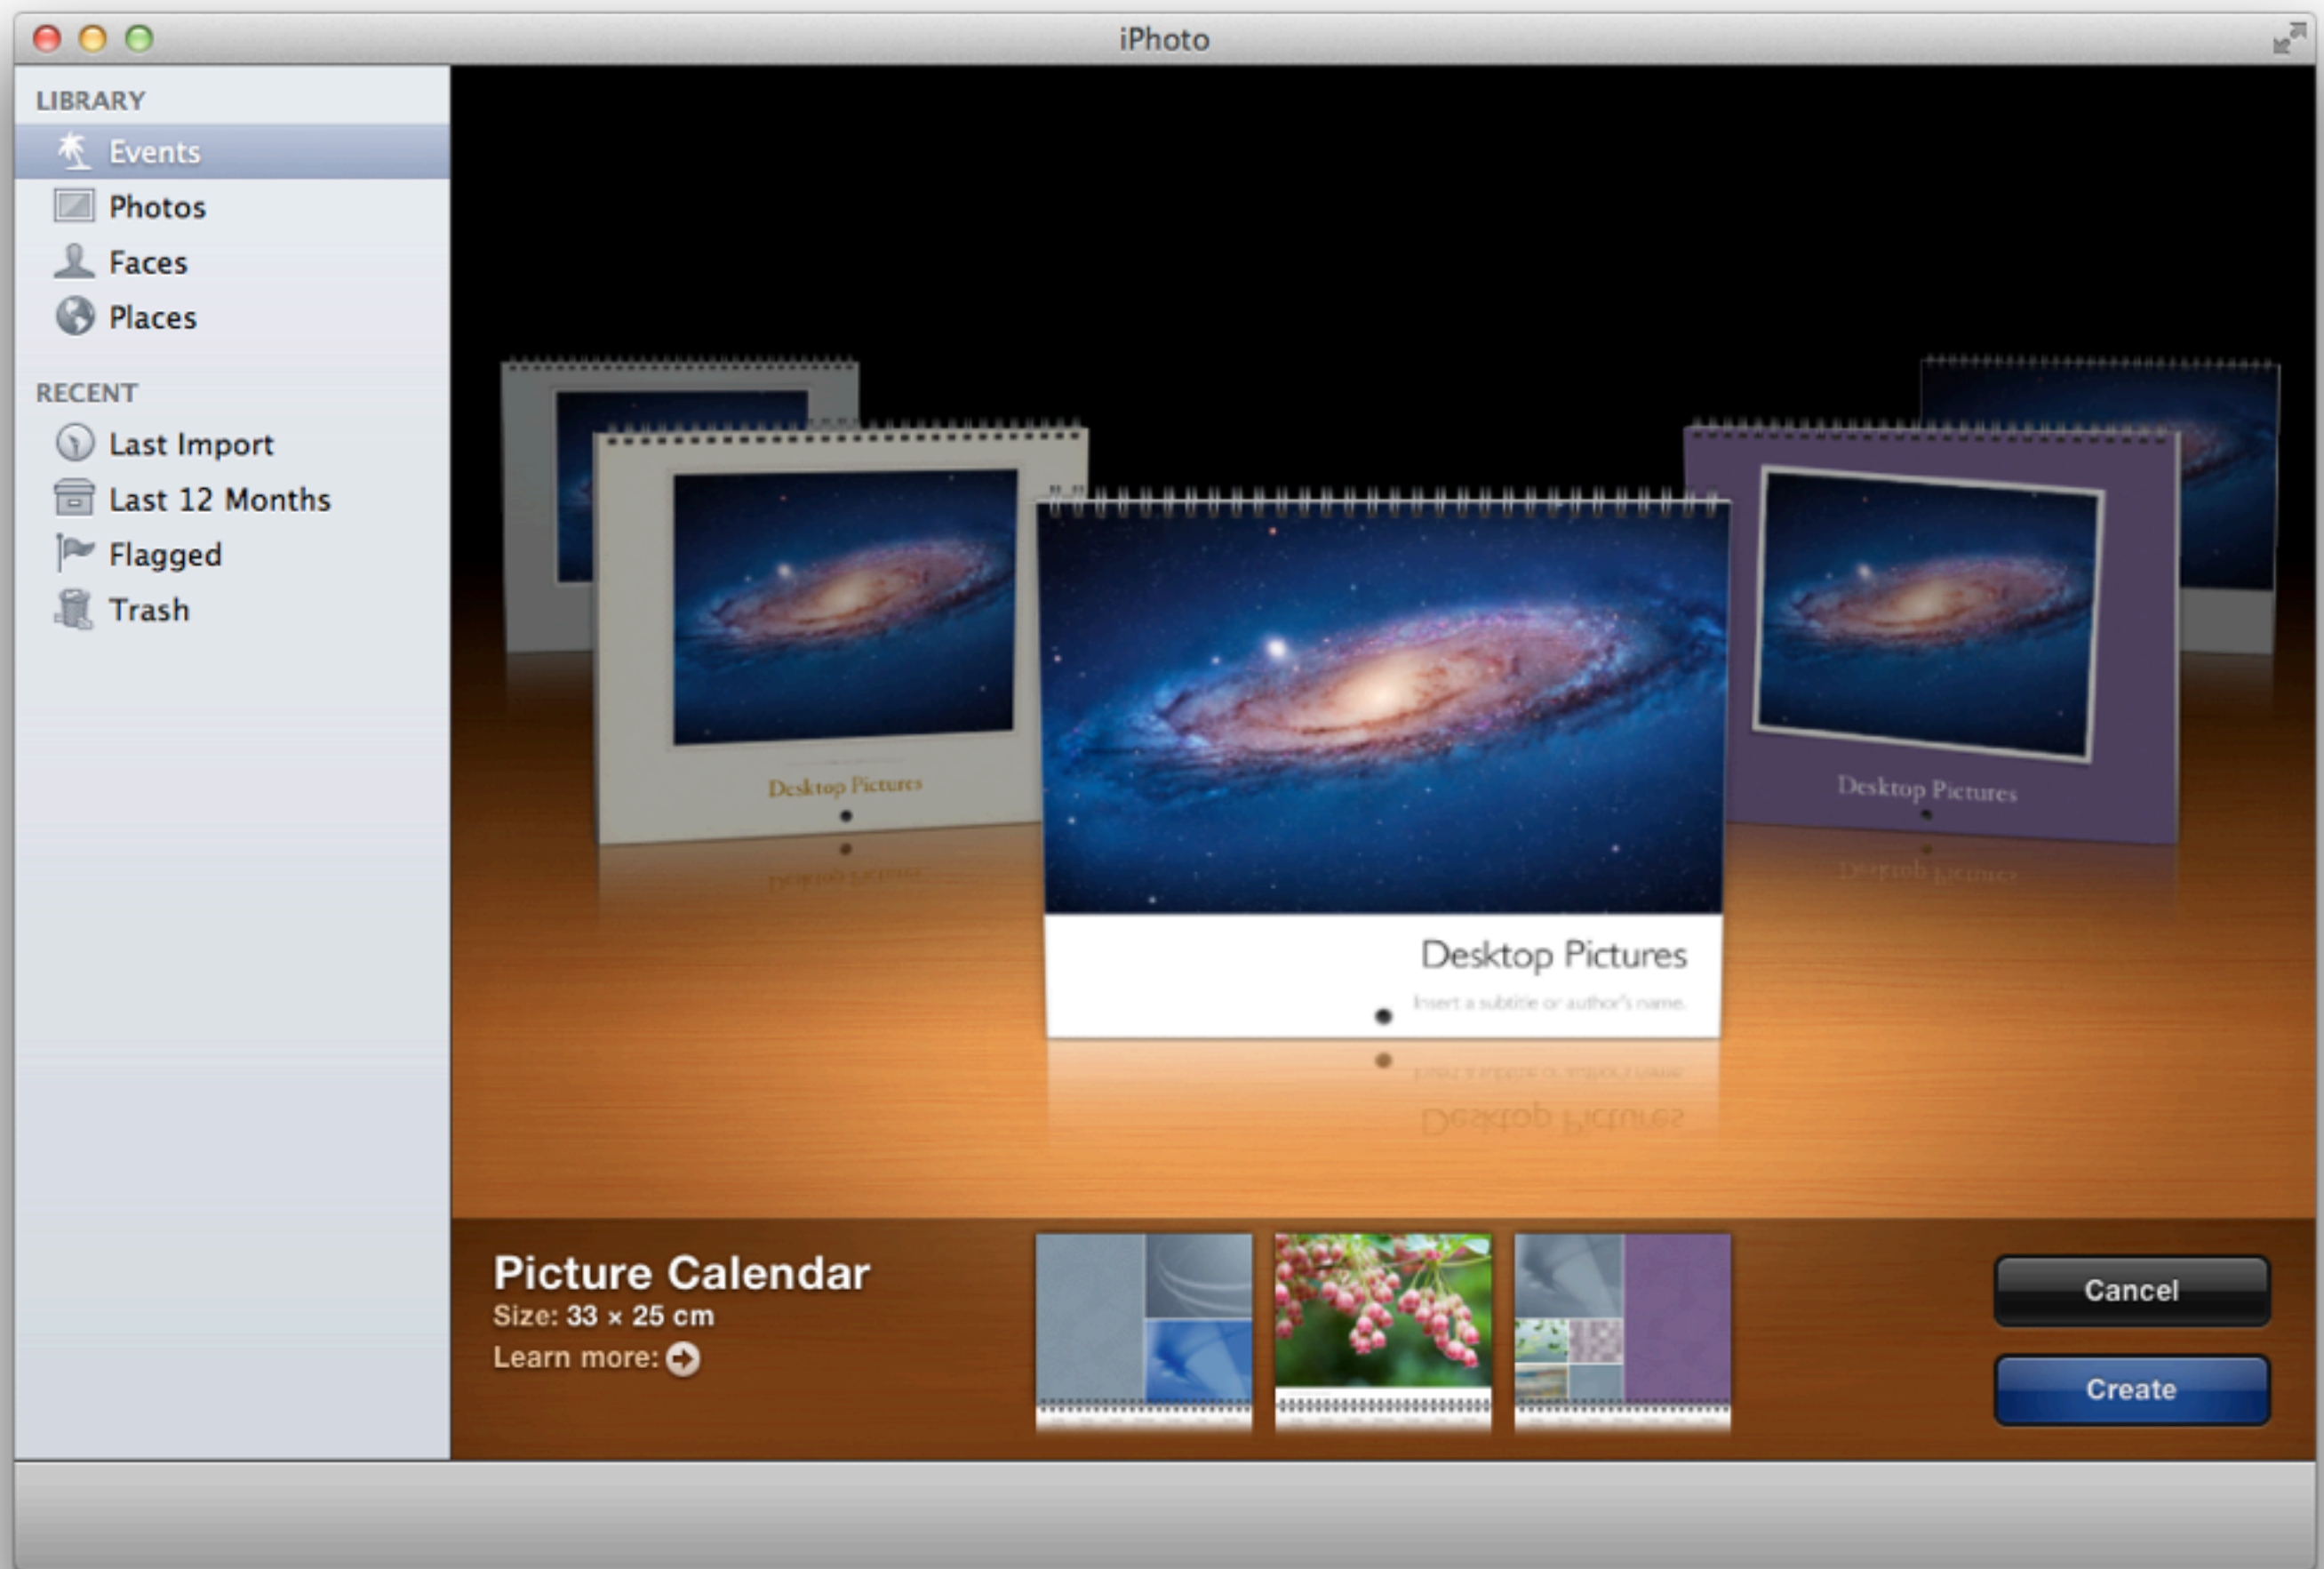 iPhoto
LIBRARY
Events
Photos
Faces
Places
RECENT
Last Import
Last 12 Months
Flagged
Trash
Desktop Pictures
Desktop Pictures
Desktop Pictures
Insert a subtitle or author's name.
Picture Calendar
Size: 33 × 25 cm
Learn more:
Cancel
Create